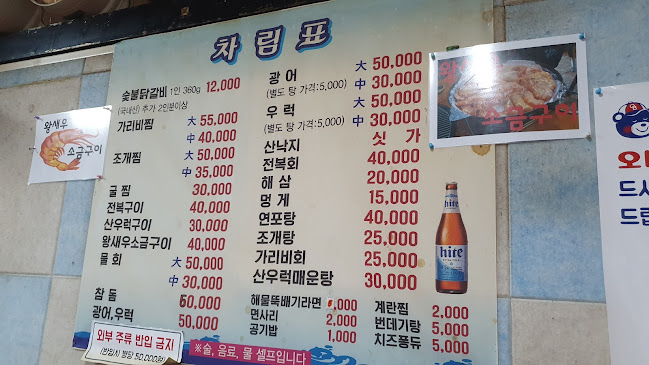 차림표
숯불닭갈비 1인 360g 12,000
(국내산) 추가 2인분이상
가리비찜 大 55,000
中 40,000
조개찜 大 50,000
中 35,000
굴 찜 30,000
전복구이 40,000
산우럭구이 30,000
왕새우소금구이 40,000
물 회 大 50,000
中 30,000
참 돔 60,000
광어,우럭 50,000
광 어 大 50,000
(별도 탕 가격:5,000) 中 30,000
우 럭 大 50,000
(별도 탕 가격:5,000) 中 30,000
산낙지 싯 가
전복회 40,000
해 삼 20,000
멍 게 15,000
연포탕 40,000
조개탕 25,000
가리비회 25,000
산우럭매운탕 30,000
해물뚝배기라면 ,000
면사리 2,000
공기밥 1,000
계란찜 2,000
번데기탕 5,000
치즈퐁듀 5,000
hite
외부 주류 반입 금지
※술, 음료, 물 셀프입니다
왕새우
소금구이
소금구이
드시
드립